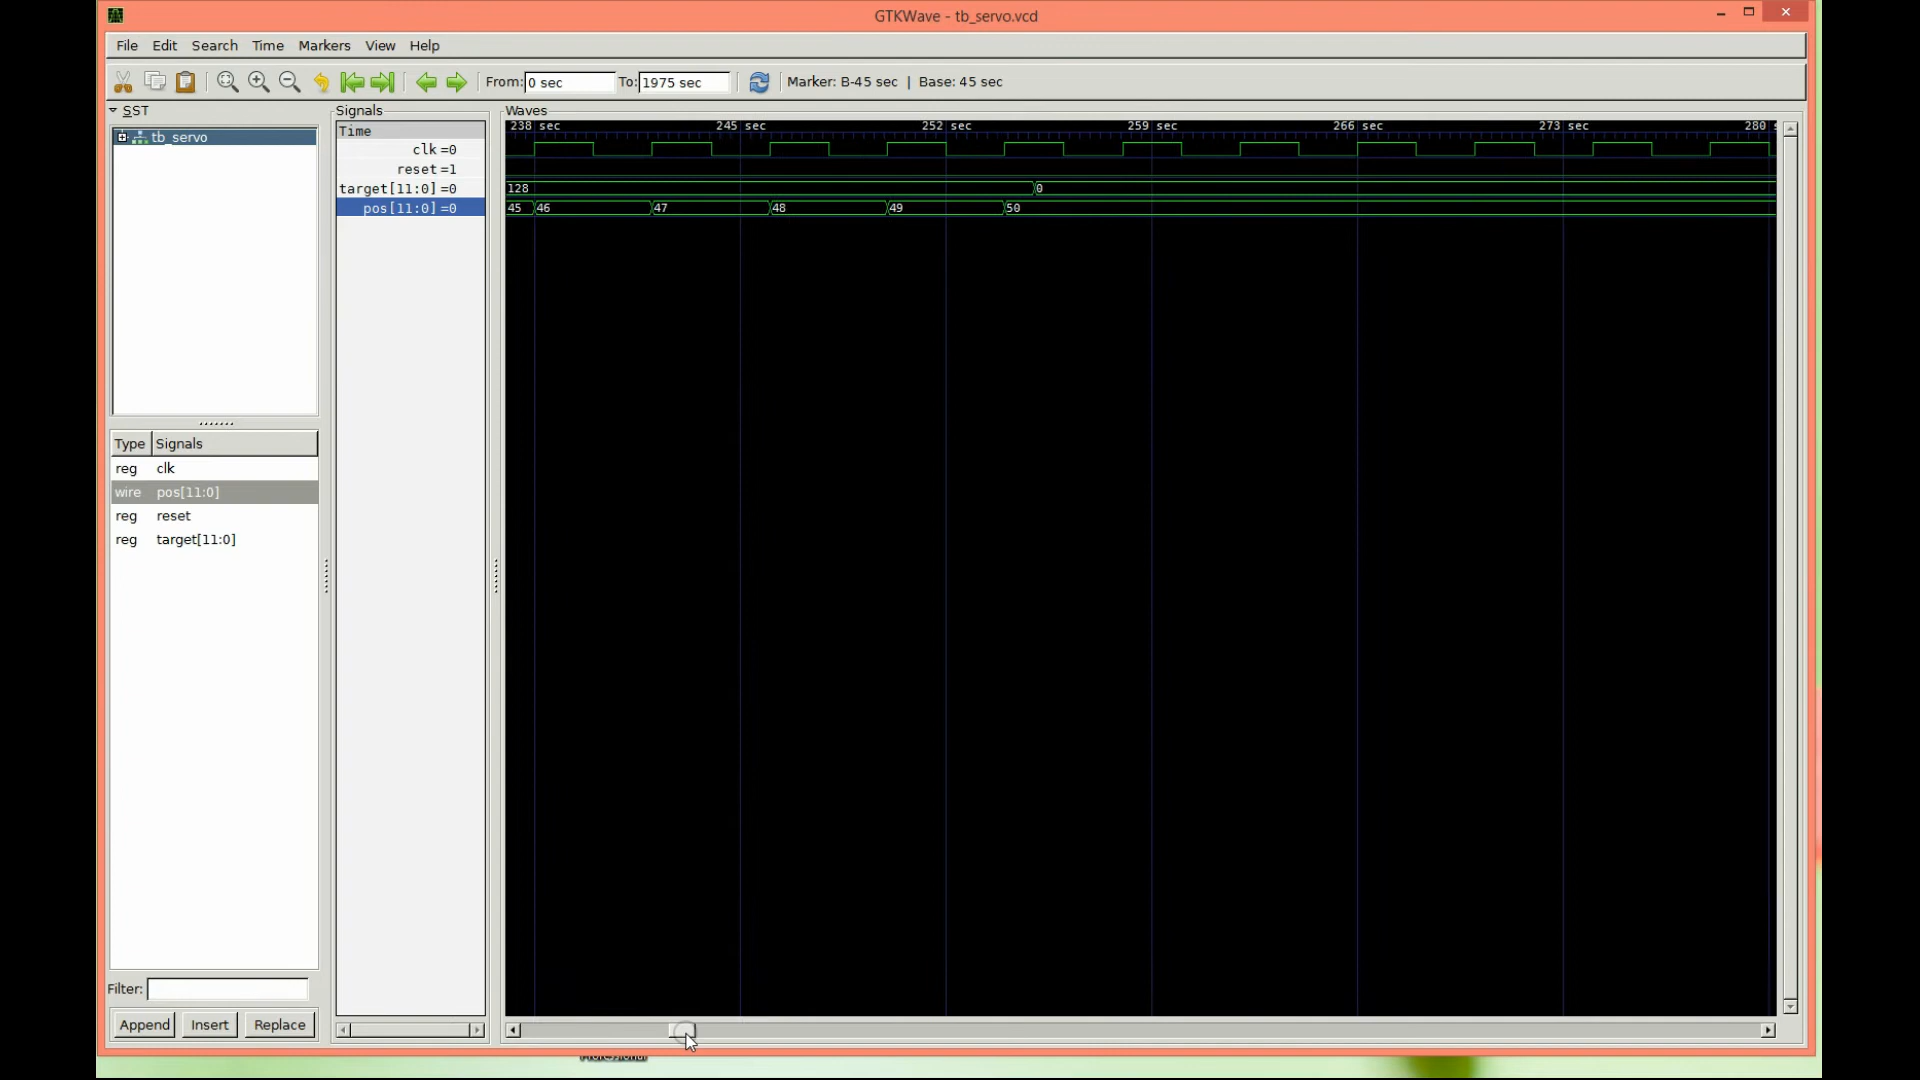 GTKWave - tb_servo.vcd
File Edit Search Time Markers View Help
From: 0 sec To: 1975 sec Marker: B-45 sec | Base: 45 sec
SST
tb_servo
Type Signals
reg clk
wire pos[11:0]
reg reset
reg target[11:0]
Filter:
Append Insert Replace
Signals
Time
clk =0
reset =1
target[11:0] =0
pos[11:0] =0
Waves
238 sec 245 sec 252 sec 259 sec 266 sec 273 sec 280 s
128 0
45 46 47 48 49 50
Professional